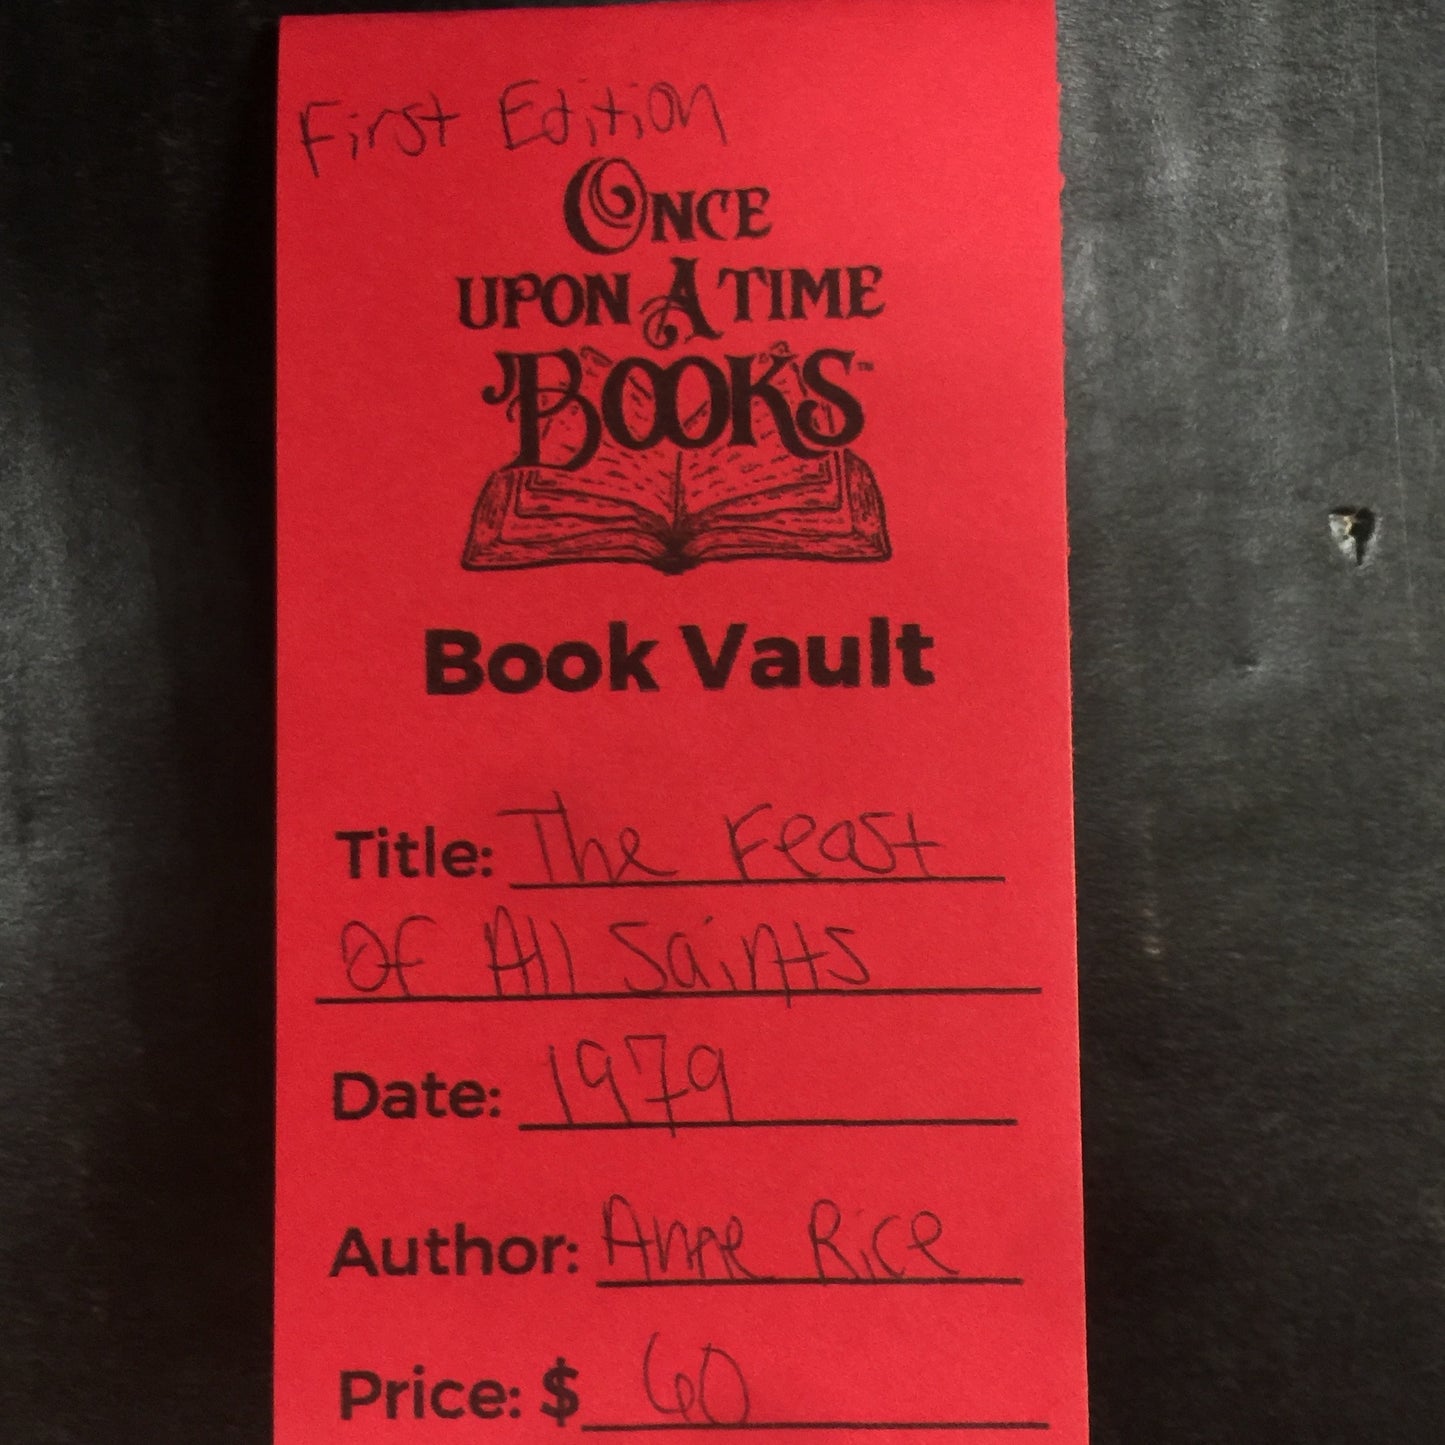 First Edition
ONCE
UPON A TIME
BOOKS™
Book Vault
Title: The Feast
Of All Saints
Date: 1979
Author: Anne Rice
Price: $ 60